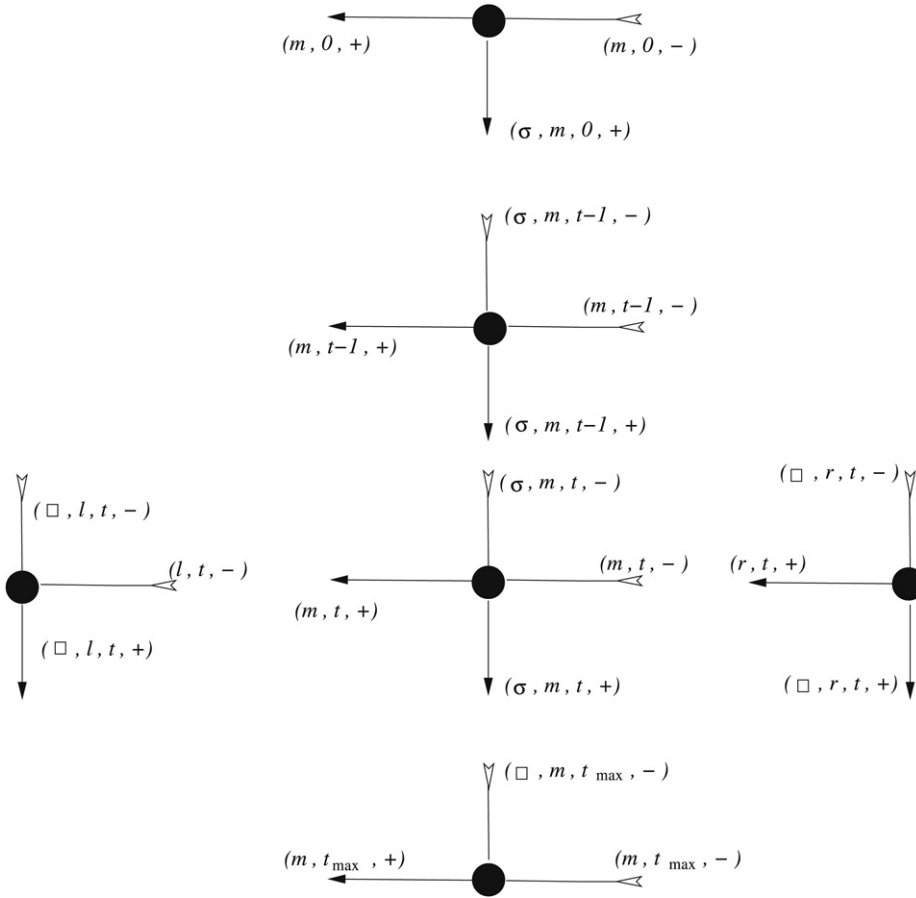 (m, 0, +)
(m, 0, −)
(σ, m, 0, +)
(σ, m, t−1, −)
(m, t−1, −)
(m, t−1, +)
(σ, m, t−1, +)
(□, r, t, −)
(σ, m, t, −)
(□, l, t, −)
(l, t, −)
(m, t, −)
(r, t, +)
(m, t, +)
(□, l, t, +)
(σ, m, t, +)
(□, r, t, +)
(□, m, t max, −)
(m, t max, +)
(m, t max, −)